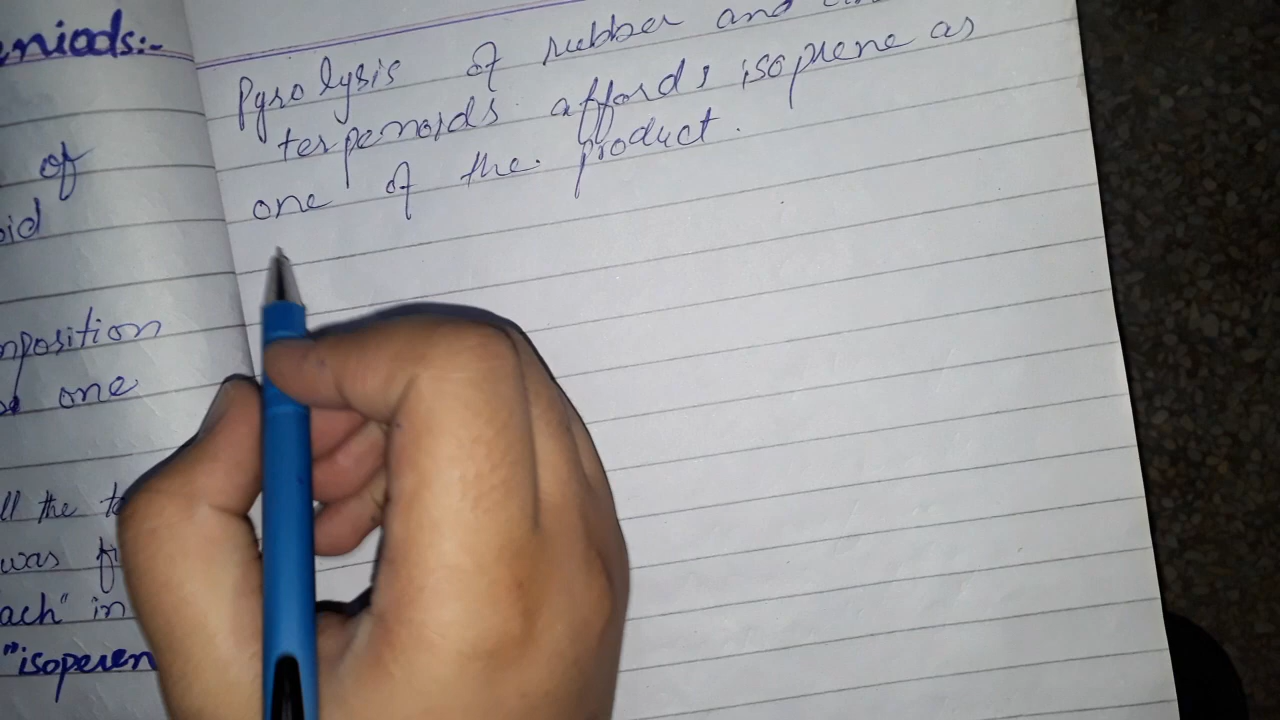 eniods:-
of
oid
mposition
one
ll the
was
ach" in
"isoperen
Pyrolysis of rubber and
terpenoids affords isoprene as
one of the product.